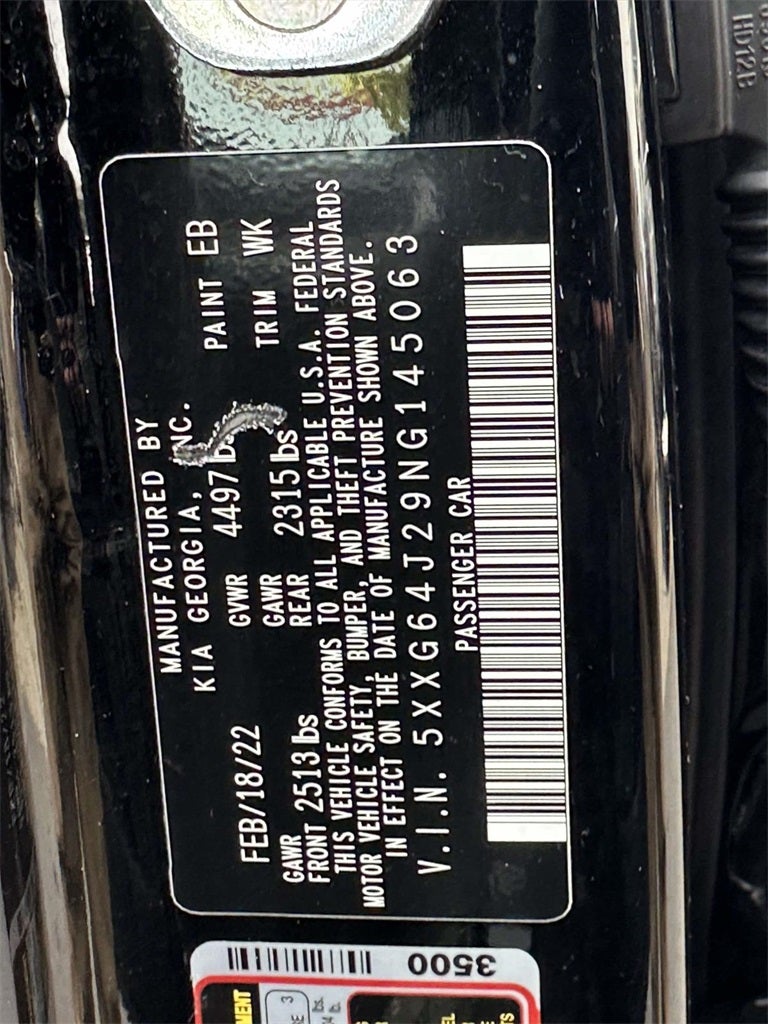 MANUFACTURED BY
KIA GEORGIA, INC.
PAINT EB
FEB/18/22
GVWR
4497 lbs
TRIM WK
GAWR
FRONT 2513 lbs
GAWR
REAR 2315 lbs
THIS VEHICLE CONFORMS TO ALL APPLICABLE U.S.A. FEDERAL
MOTOR VEHICLE SAFETY, BUMPER, AND THEFT PREVENTION STANDARDS
IN EFFECT ON THE DATE OF MANUFACTURE SHOWN ABOVE.
V.I.N. 5XXG64J29NG145063
PASSENGER CAR
3500
HD12B